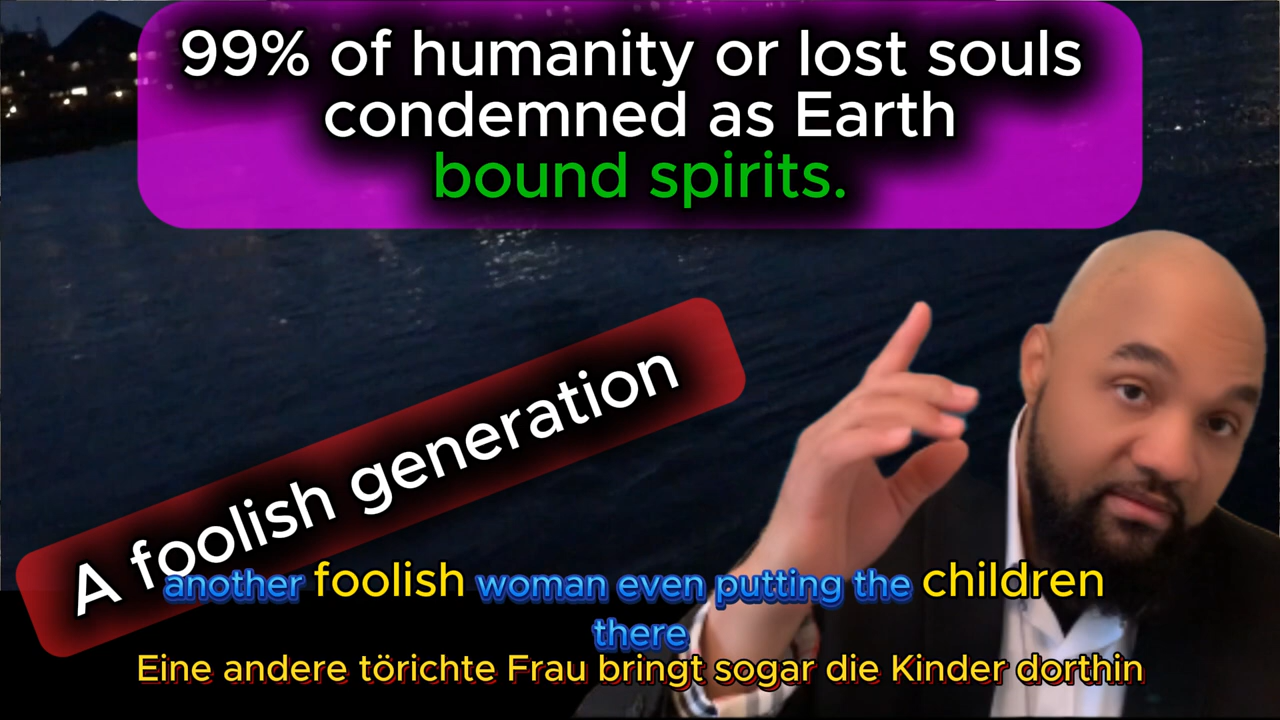 99% of humanity or lost souls
condemned as Earth
bound spirits.
A foolish generation
another foolish woman even putting the children
there
Eine andere törichte Frau bringt sogar die Kinder dorthin